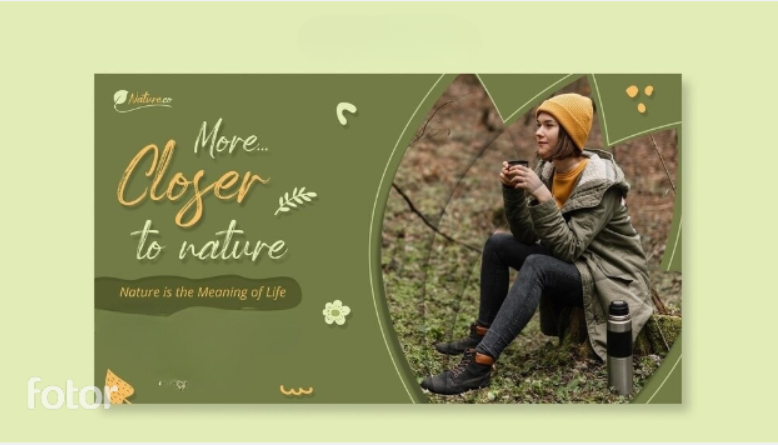 Nature.co
More...
Closer
to nature
Nature is the Meaning of Life
fotor